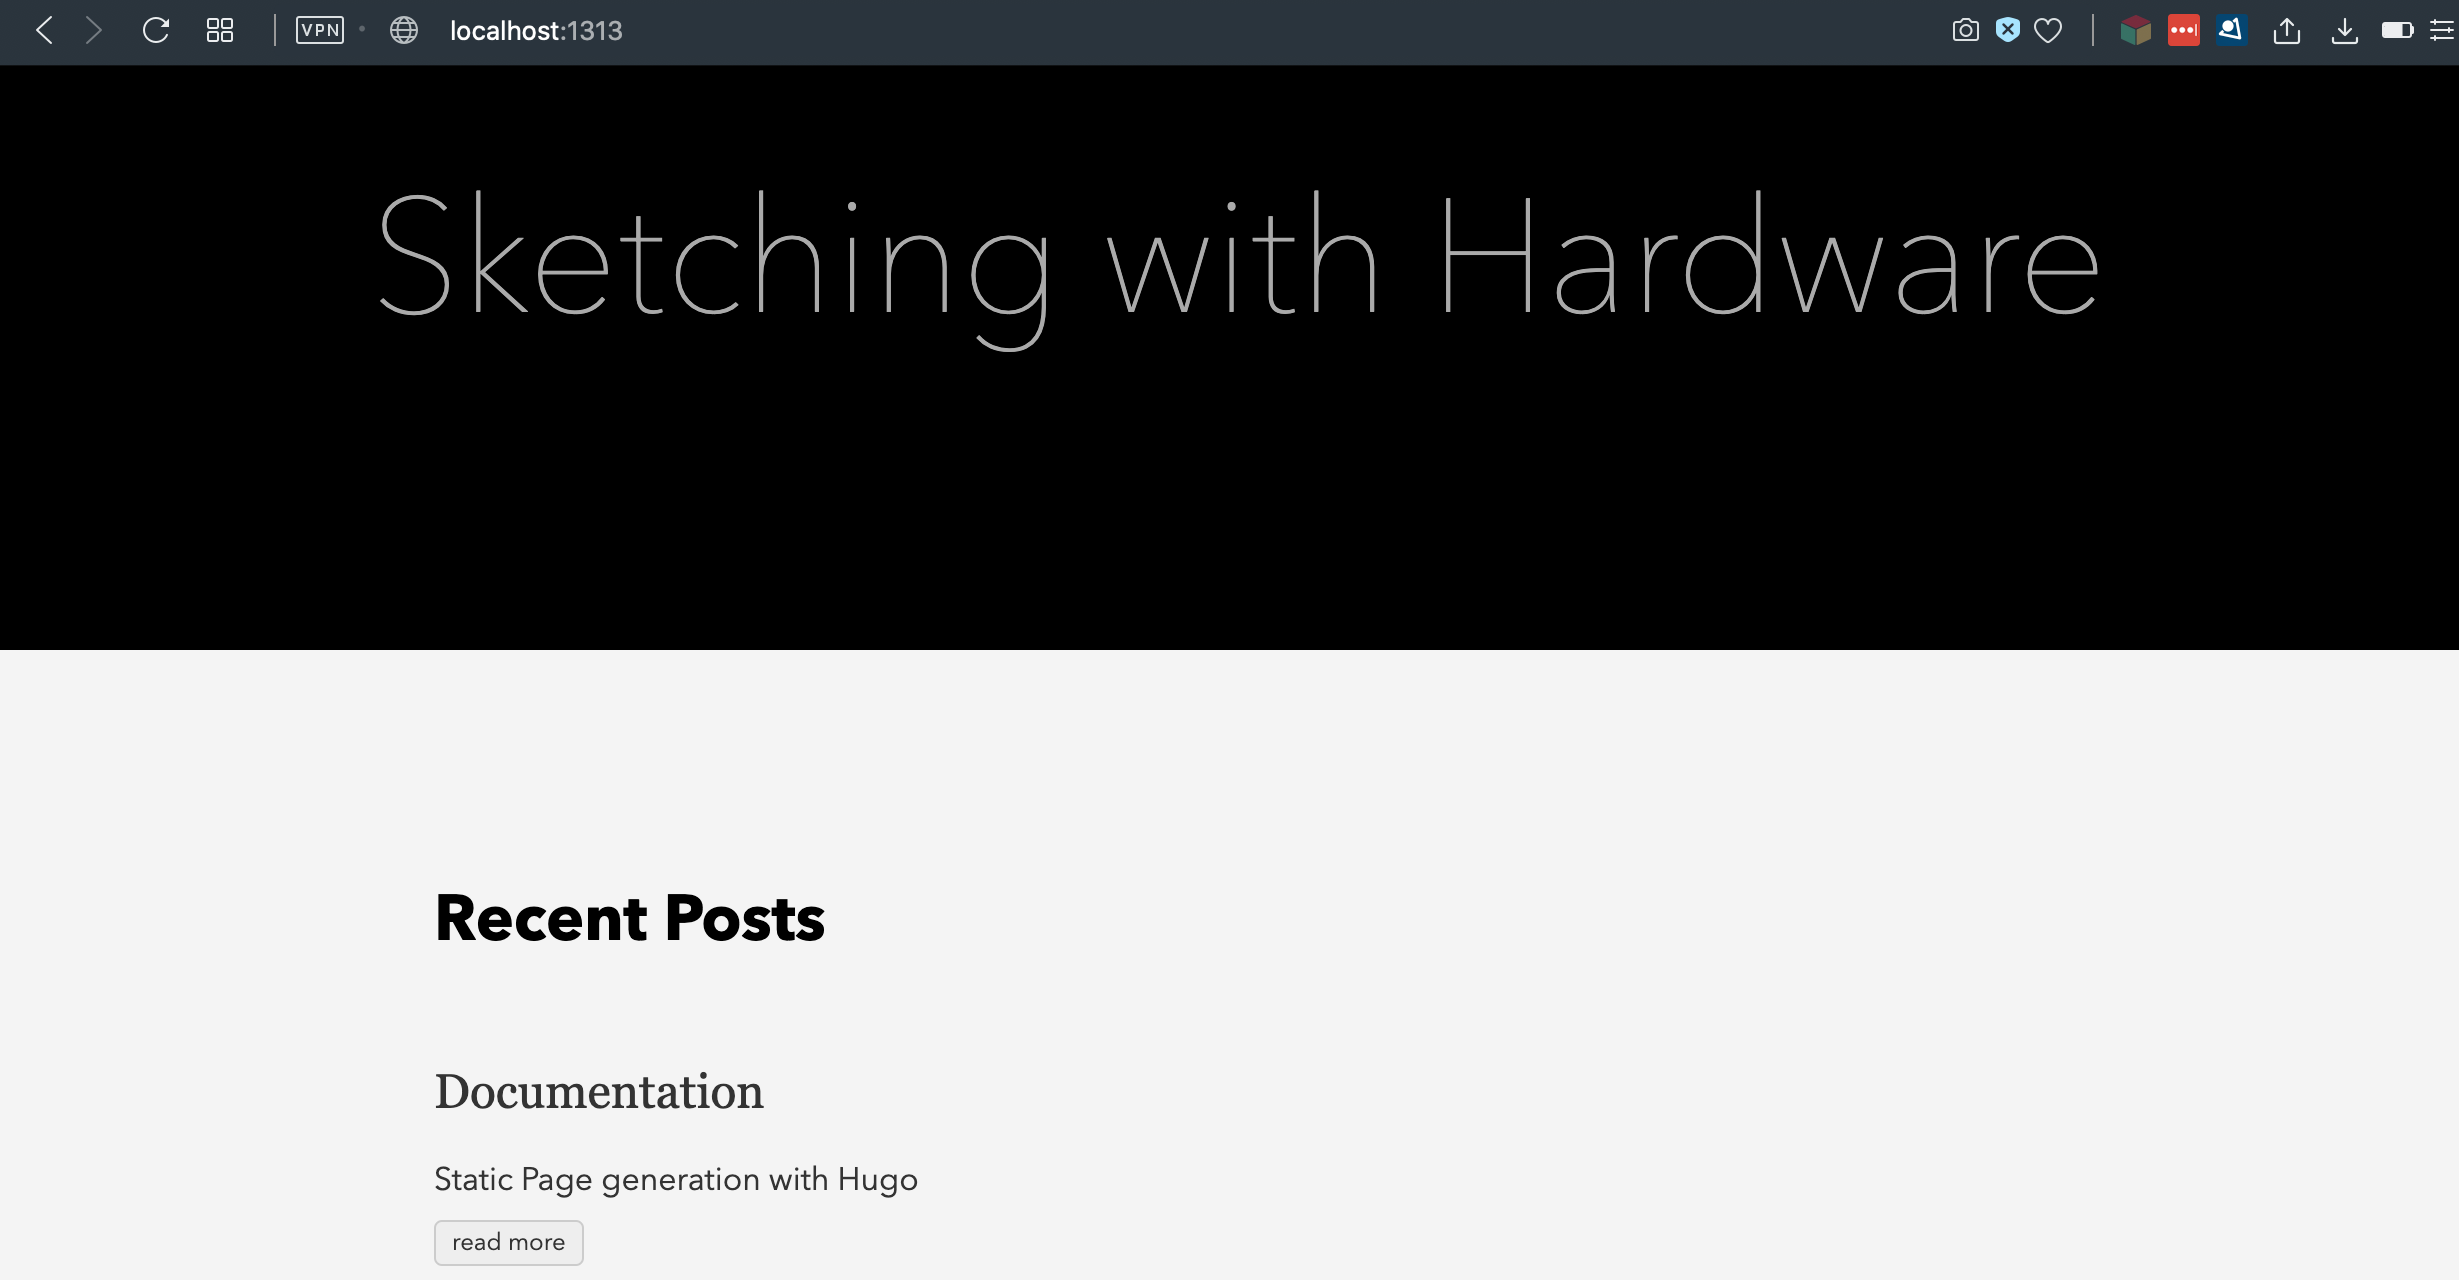 VPN localhost:1313
Sketching with Hardware
Recent Posts
Documentation
Static Page generation with Hugo
read more